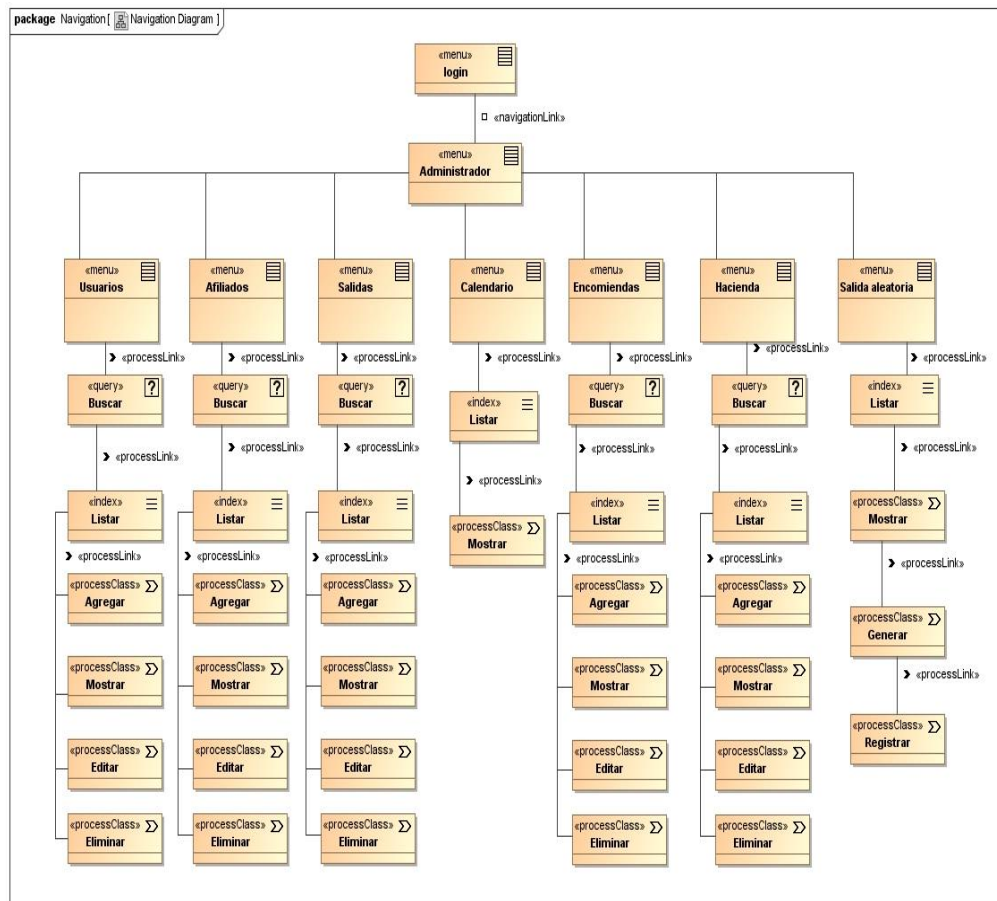 package Navigation [ Navigation Diagram ]
«menu»
login
«navigationLink»
«menu»
Administrador
«menu»
Usuarios
«menu»
Afiliados
«menu»
Salidas
«menu»
Calendario
«menu»
Encomiendas
«menu»
Hacienda
«menu»
Salida aleatoria
«processLink»
«processLink»
«processLink»
«processLink»
«processLink»
«processLink»
«processLink»
«query»
Buscar
«query»
Buscar
«query»
Buscar
«index»
Listar
«query»
Buscar
«query»
Buscar
«index»
Listar
«processLink»
«processLink»
«processLink»
«processLink»
«processLink»
«processLink»
«processLink»
«index»
Listar
«index»
Listar
«index»
Listar
«processClass»
Mostrar
«index»
Listar
«index»
Listar
«processClass»
Mostrar
«processLink»
«processLink»
«processLink»
«processLink»
«processLink»
«processLink»
«processClass»
Agregar
«processClass»
Agregar
«processClass»
Agregar
«processClass»
Agregar
«processClass»
Agregar
«processClass»
Generar
«processClass»
Mostrar
«processClass»
Mostrar
«processClass»
Mostrar
«processClass»
Mostrar
«processClass»
Mostrar
«processLink»
«processClass»
Registrar
«processClass»
Editar
«processClass»
Editar
«processClass»
Editar
«processClass»
Editar
«processClass»
Editar
«processClass»
Eliminar
«processClass»
Eliminar
«processClass»
Eliminar
«processClass»
Eliminar
«processClass»
Eliminar